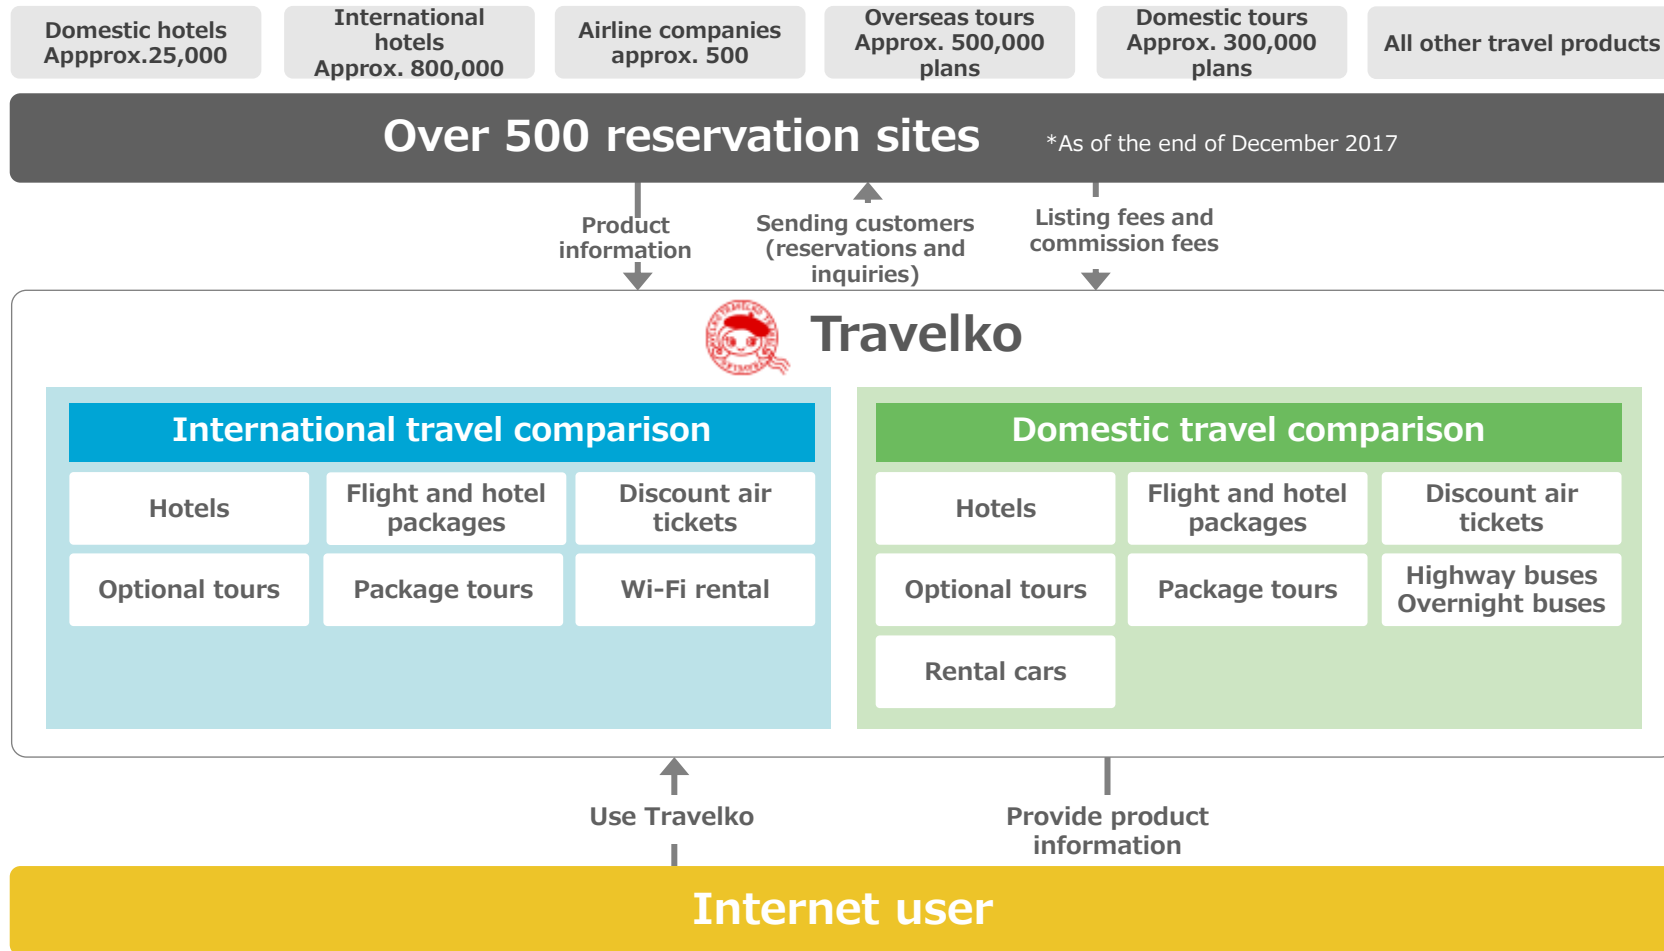 Domestic hotels
Appprox.25,000
International
hotels
Approx. 800,000
Airline companies
approx. 500
Overseas tours
Approx. 500,000
plans
Domestic tours
Approx. 300,000
plans
All other travel products
Over 500 reservation sites
*As of the end of December 2017
Product
information
Sending customers
(reservations and
inquiries)
Listing fees and
commission fees
Travelko
International travel comparison
Hotels
Flight and hotel
packages
Discount air
tickets
Optional tours
Package tours
Wi-Fi rental
Domestic travel comparison
Hotels
Flight and hotel
packages
Discount air
tickets
Optional tours
Package tours
Highway buses
Overnight buses
Rental cars
Use Travelko
Provide product
information
Internet user